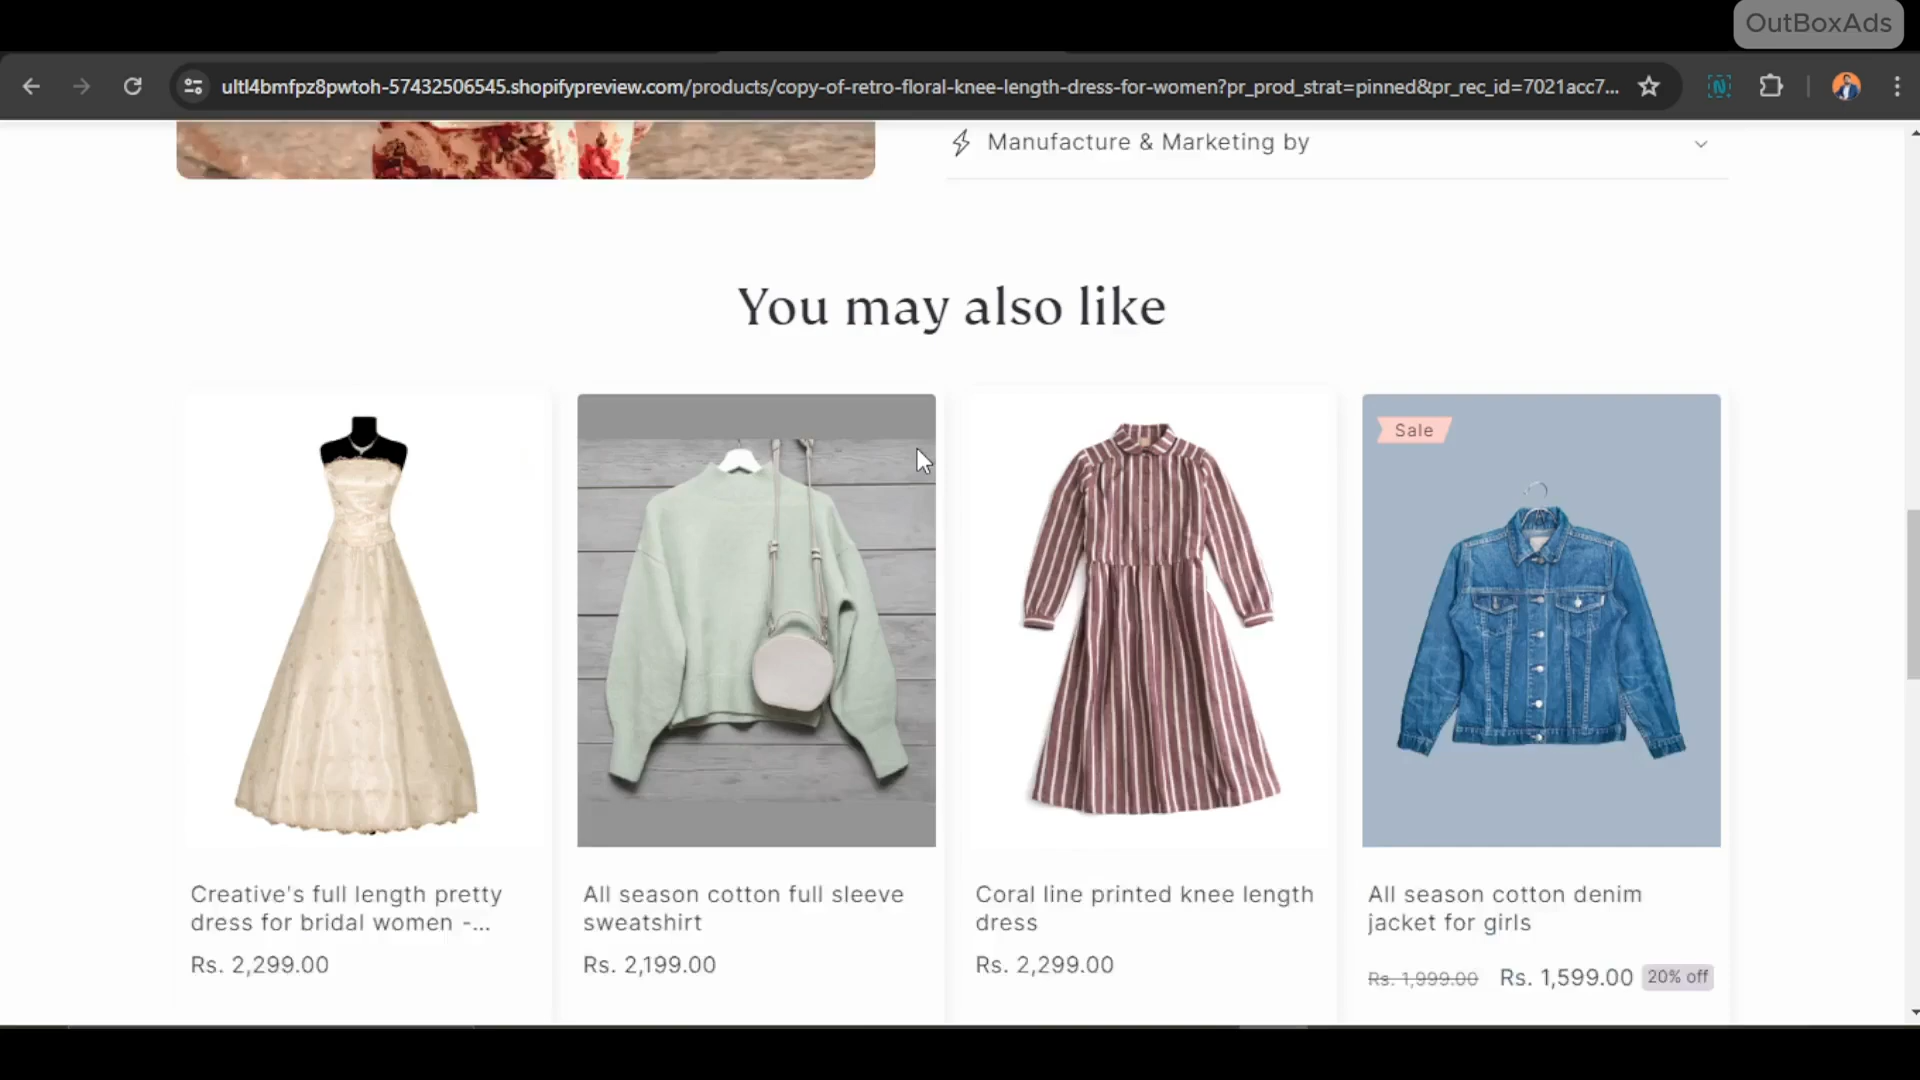 OutBoxAds
ultl4bmfpz8pwtoh-57432506545.shopifypreview.com/products/copy-of-retro-floral-knee-length-dress-for-women?pr_prod_strat=pinned&pr_rec_id=7021acc7...
Manufacture & Marketing by
You may also like
Sale
Creative's full length pretty
dress for bridal women -...
Rs. 2,299.00
All season cotton full sleeve
sweatshirt
Rs. 2,199.00
Coral line printed knee length
dress
Rs. 2,299.00
All season cotton denim
jacket for girls
Rs. 1,999.00 Rs. 1,599.00 20% off